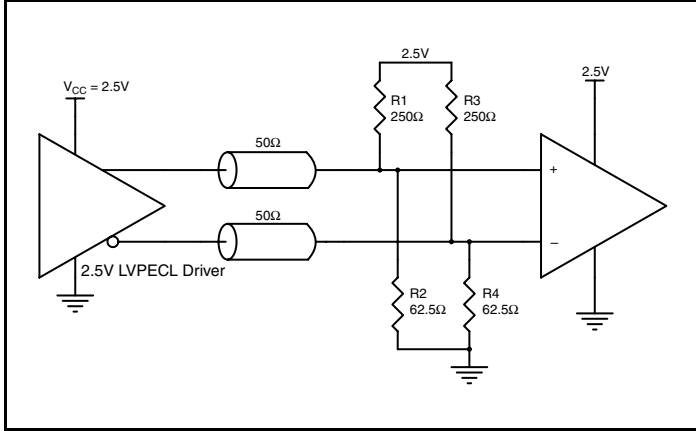 2.5V
V_CC = 2.5V
2.5V
R1
250Ω
R3
250Ω
50Ω
+
50Ω
–
2.5V LVPECL Driver
R2
62.5Ω
R4
62.5Ω